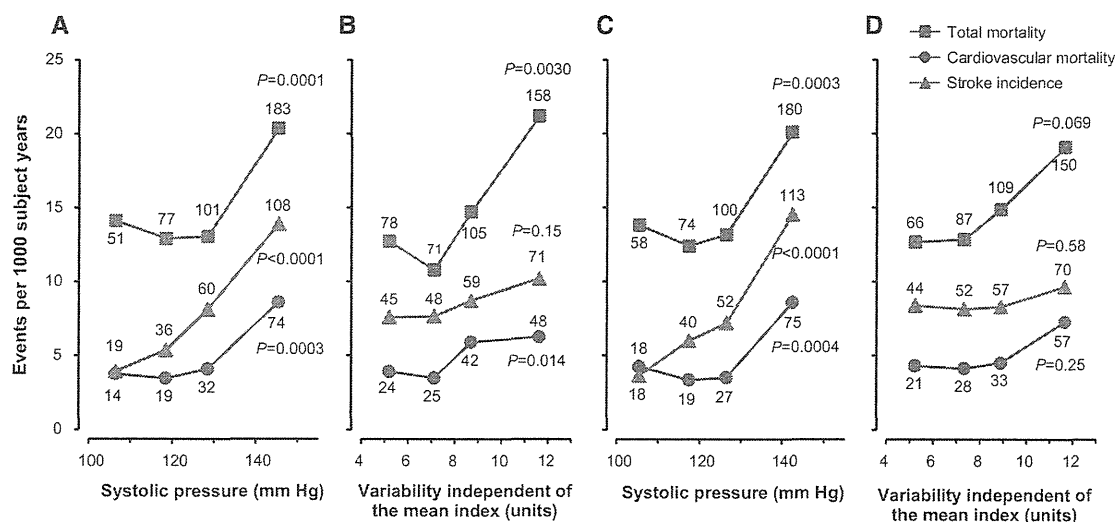 A
B
C
D
Total mortality
Cardiovascular mortality
Stroke incidence
Events per 1000 subject years
25
20
15
10
5
0
P=0.0001
183
51
77
101
108
P<0.0001
19
36
60
74
P=0.0003
14
19
32
100 120 140
Systolic pressure (mm Hg)
P=0.0030
158
78
71
105
P=0.15
71
45
48
59
48
42
P=0.014
24
25
4 6 8 10 12
Variability independent of
the mean index (units)
P=0.0003
180
58
74
100
113
P<0.0001
18
40
52
75
P=0.0004
18
19
27
100 120 140
Systolic pressure (mm Hg)
P=0.069
150
66
87
109
P=0.58
70
44
52
57
57
P=0.25
21
28
33
4 6 8 10 12
Variability independent of
the mean index (units)